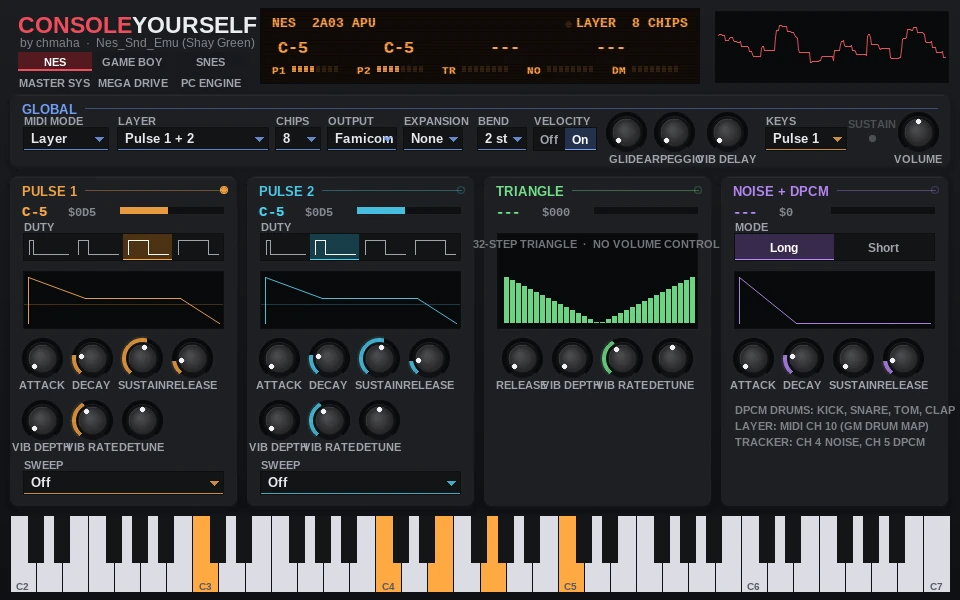 CONSOLEYOURSELF
by chmaha · Nes_Snd_Emu (Shay Green)
NES GAME BOY SNES
MASTER SYS MEGA DRIVE PC ENGINE
NES 2A03 APU LAYER 8 CHIPS
C-5 C-5 --- ---
P1 P2 TR NO DM
GLOBAL
MIDI MODE LAYER CHIPS OUTPUT EXPANSION BEND VELOCITY KEYS SUSTAIN
Layer Pulse 1 + 2 8 Famicom None 2 st Off On Pulse 1
GLIDE ARPEGGIO VIB DELAY VOLUME
PULSE 1
C-5 $0D5
DUTY
ATTACK DECAY SUSTAIN RELEASE
VIB DEPTH VIB RATE DETUNE
SWEEP
Off
PULSE 2
C-5 $0D5
DUTY
ATTACK DECAY SUSTAIN RELEASE
VIB DEPTH VIB RATE DETUNE
SWEEP
Off
TRIANGLE
--- $000
32-STEP TRIANGLE · NO VOLUME CONTROL
RELEASE VIB DEPTH VIB RATE DETUNE
NOISE + DPCM
--- $0
MODE
Long Short
ATTACK DECAY SUSTAIN RELEASE
DPCM DRUMS: KICK, SNARE, TOM, CLAP
LAYER: MIDI CH 10 (GM DRUM MAP)
TRACKER: CH 4 NOISE, CH 5 DPCM
C2 C3 C4 C5 C6 C7